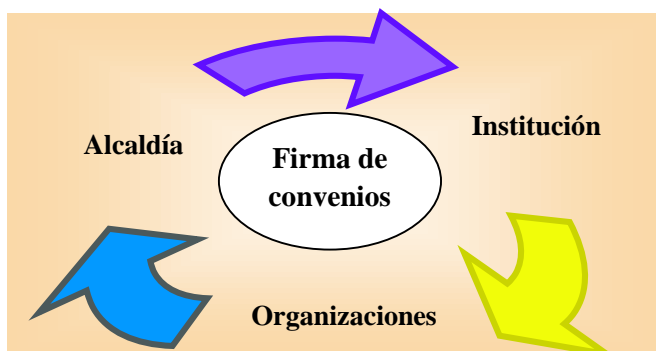 Alcaldía
Institución
Firma de
convenios
Organizaciones